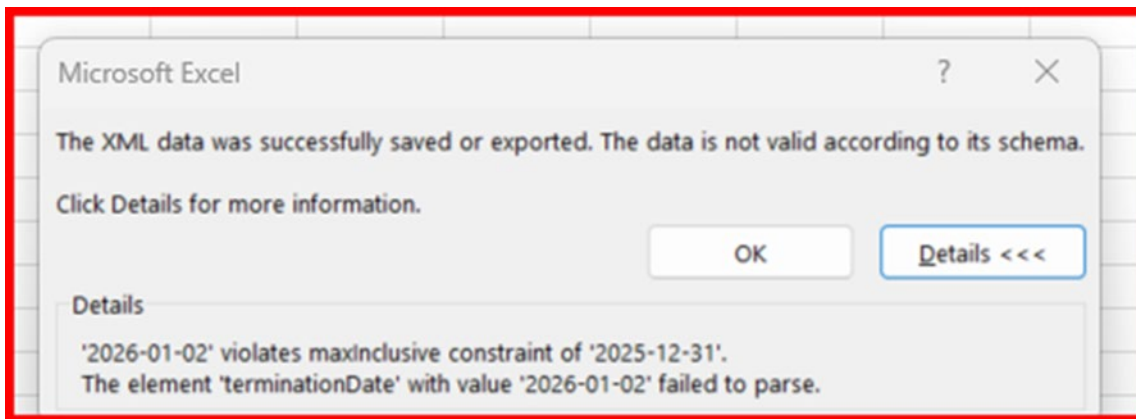 Microsoft Excel
?
The XML data was successfully saved or exported. The data is not valid according to its schema.
Click Details for more information.
OK
Details <<<
Details
'2026-01-02' violates maxInclusive constraint of '2025-12-31'.
The element 'terminationDate' with value '2026-01-02' failed to parse.